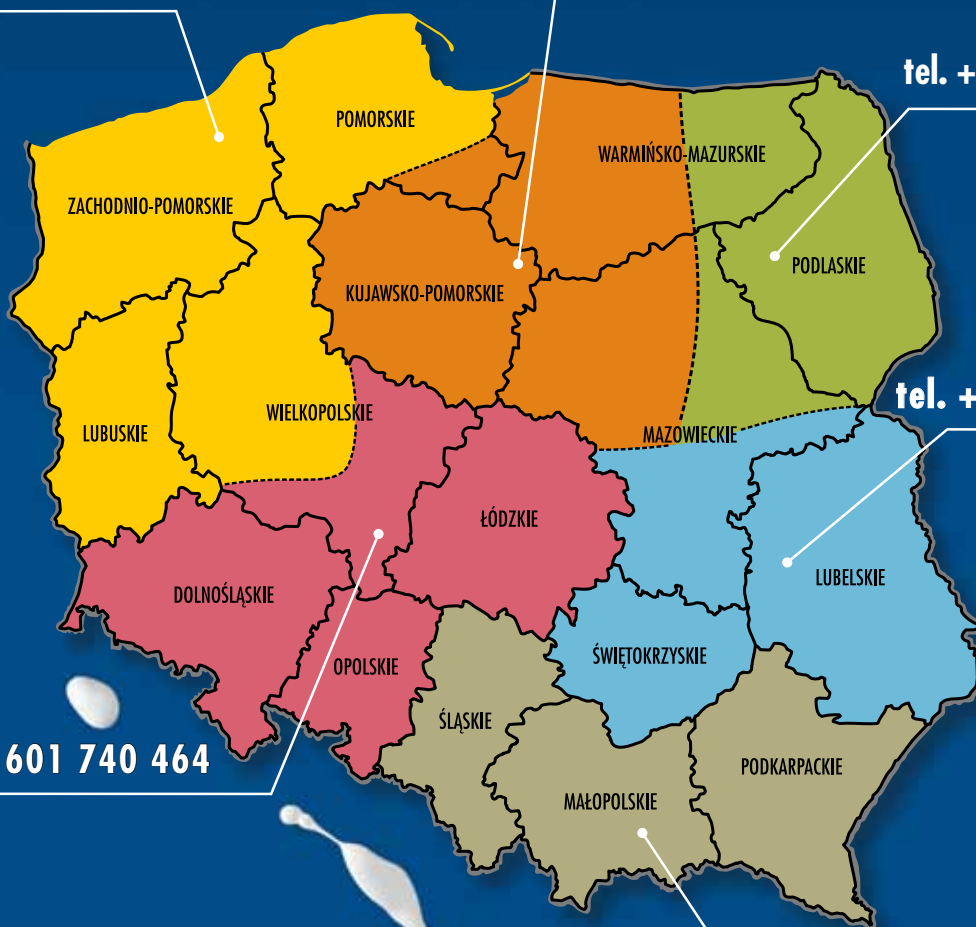 tel. +
POMORSKIE
WARMIŃSKO-MAZURSKIE
ZACHODNIO-POMORSKIE
PODLASKIE
KUJAWSKO-POMORSKIE
tel. +
WIELKOPOLSKIE
LUBUSKIE
MAZOWIECKIE
ŁÓDZKIE
LUBELSKIE
DOLNOŚLĄSKIE
ŚWIĘTOKRZYSKIE
OPOLSKIE
ŚLĄSKIE
601 740 464
PODKARPACKIE
MAŁOPOLSKIE